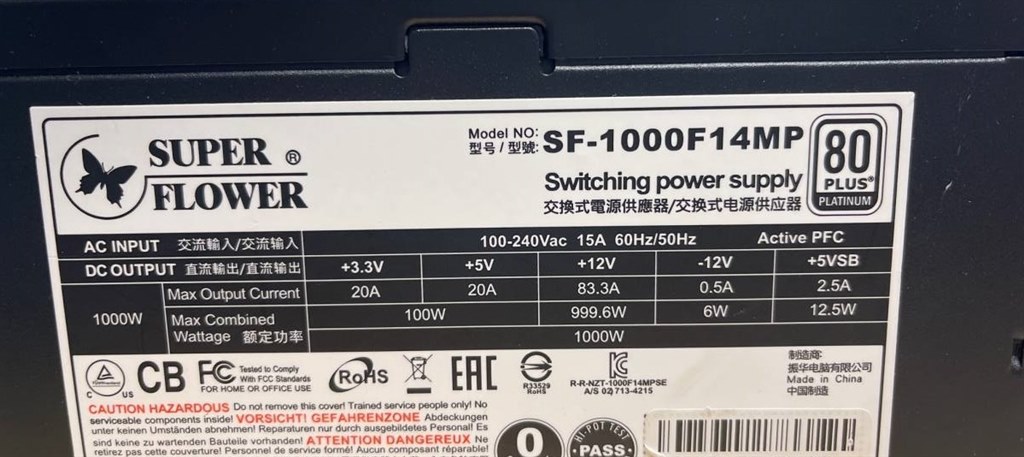 SUPER ®
FLOWER
Model NO:
型号 / 型號:
SF-1000F14MP
80
PLUS®
PLATINUM
Switching power supply
交換式電源供應器/交换式电源供应器
AC INPUT 交流輸入/交流输入 100-240Vac 15A 60Hz/50Hz Active PFC
DC OUTPUT 直流輸出/直流输出 +3.3V +5V +12V -12V +5VSB
1000W Max Output Current 20A 20A 83.3A 0.5A 2.5A
Max Combined 100W 999.6W 6W 12.5W
Wattage 额定功率 1000W
C US
CB
FC Tested to Comply
With FCC Standards
FOR HOME OR OFFICE USE
RoHS
EAC
R33529
RoHS
R-R-NZT-1000F14MPSE
A/S 02)713-4215
制造商:
振华电脑有限公司
Made in China
中国制造
CAUTION HAZARDOUS Do not remove this cover! Trained service people only! No
serviceable components inside! VORSICHT! GEFAHRENZONE Abdeckungen
unter keinen Umständen abnehmen! Reparaturen nur durch ausgebildetes Personal! Es
sind keine zu wartenden Bauteile vorhanden! ATTENTION DANGEREUX Ne
retirez pas cette couverture! Personnel de service formé! Aucun composant réparable!
0
HI-POT TEST
PASS